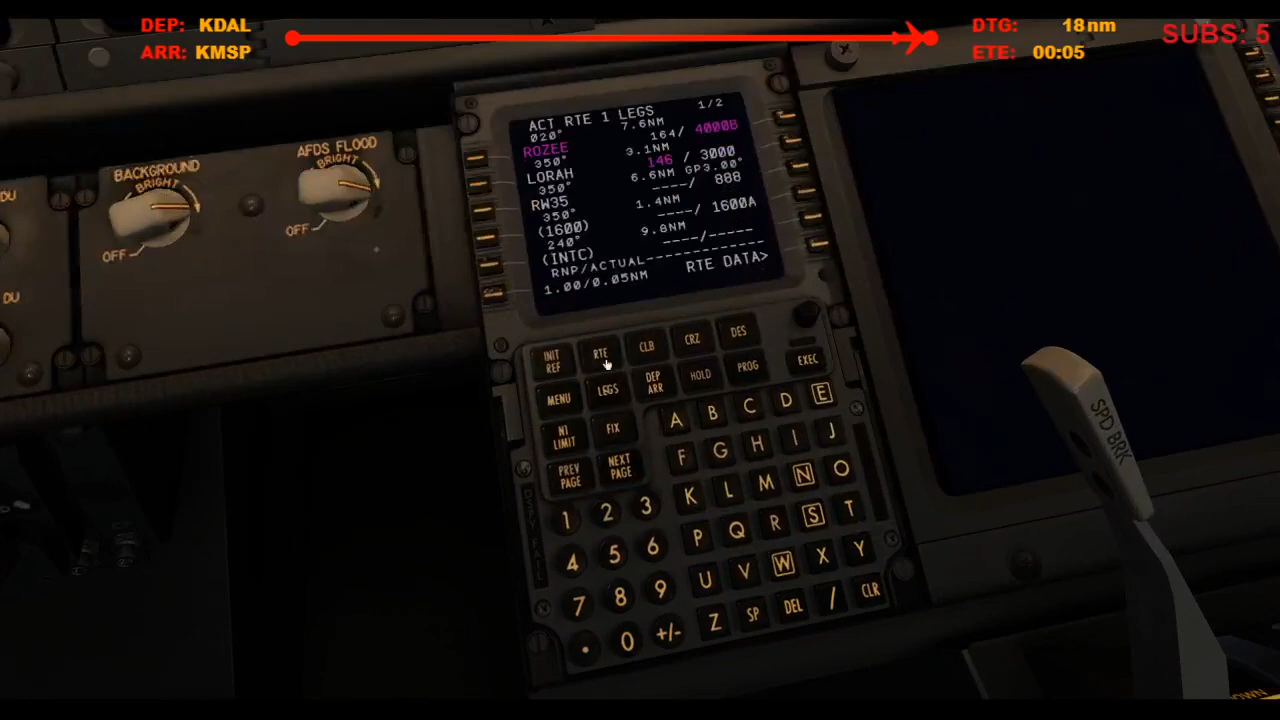 DEP: KDAL
ARR: KMSP
DTG: 18nm
ETE: 00:05
SUBS: 5
ACT RTE 1 LEGS 1/2
020° 7.6NM
ROZEE 164/ 4000B
350° 3.1NM
LORAH 146 / 3000
350° 6.6NM GP3.00°
RW35 ----/ 888
350° 1.4NM
(1600) ----/ 1600A
240° 9.8NM
(INTC) ----/-----
RNP/ACTUAL--------------
1.00/0.05NM RTE DATA>
BACKGROUND
BRIGHT
OFF
AFDS FLOOD
BRIGHT
OFF
DU
DU
INIT REF
RTE
CLB
CRZ
DES
MENU
LEGS
DEP ARR
HOLD
PROG
EXEC
N1 LIMIT
FIX
PREV PAGE
NEXT PAGE
A B C D E
F G H I J
K L M N O
P Q R S T
U V W X Y
Z SP DEL / CLR
1 2 3
4 5 6
7 8 9
. 0 +/-
SPD BRK
OWN